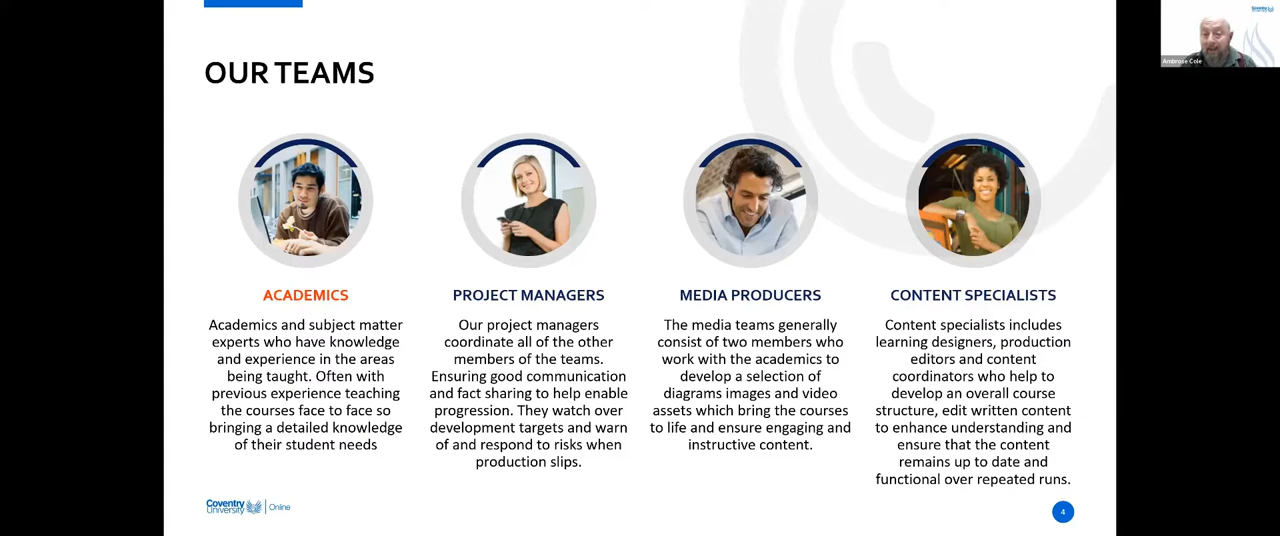 OUR TEAMS
ACADEMICS
Academics and subject matter
experts who have knowledge
and experience in the areas
being taught. Often with
previous experience teaching
the courses face to face so
bringing a detailed knowledge
of their student needs
PROJECT MANAGERS
Our project managers
coordinate all of the other
members of the teams.
Ensuring good communication
and fact sharing to help enable
progression. They watch over
development targets and warn
of and respond to risks when
production slips.
MEDIA PRODUCERS
The media teams generally
consist of two members who
work with the academics to
develop a selection of
diagrams images and video
assets which bring the courses
to life and ensure engaging and
instructive content.
CONTENT SPECIALISTS
Content specialists includes
learning designers, production
editors and content
coordinators who help to
develop an overall course
structure, edit written content
to enhance understanding and
ensure that the content
remains up to date and
functional over repeated runs.
Coventry
University
Online
4
Coventry
Ambrose Cole